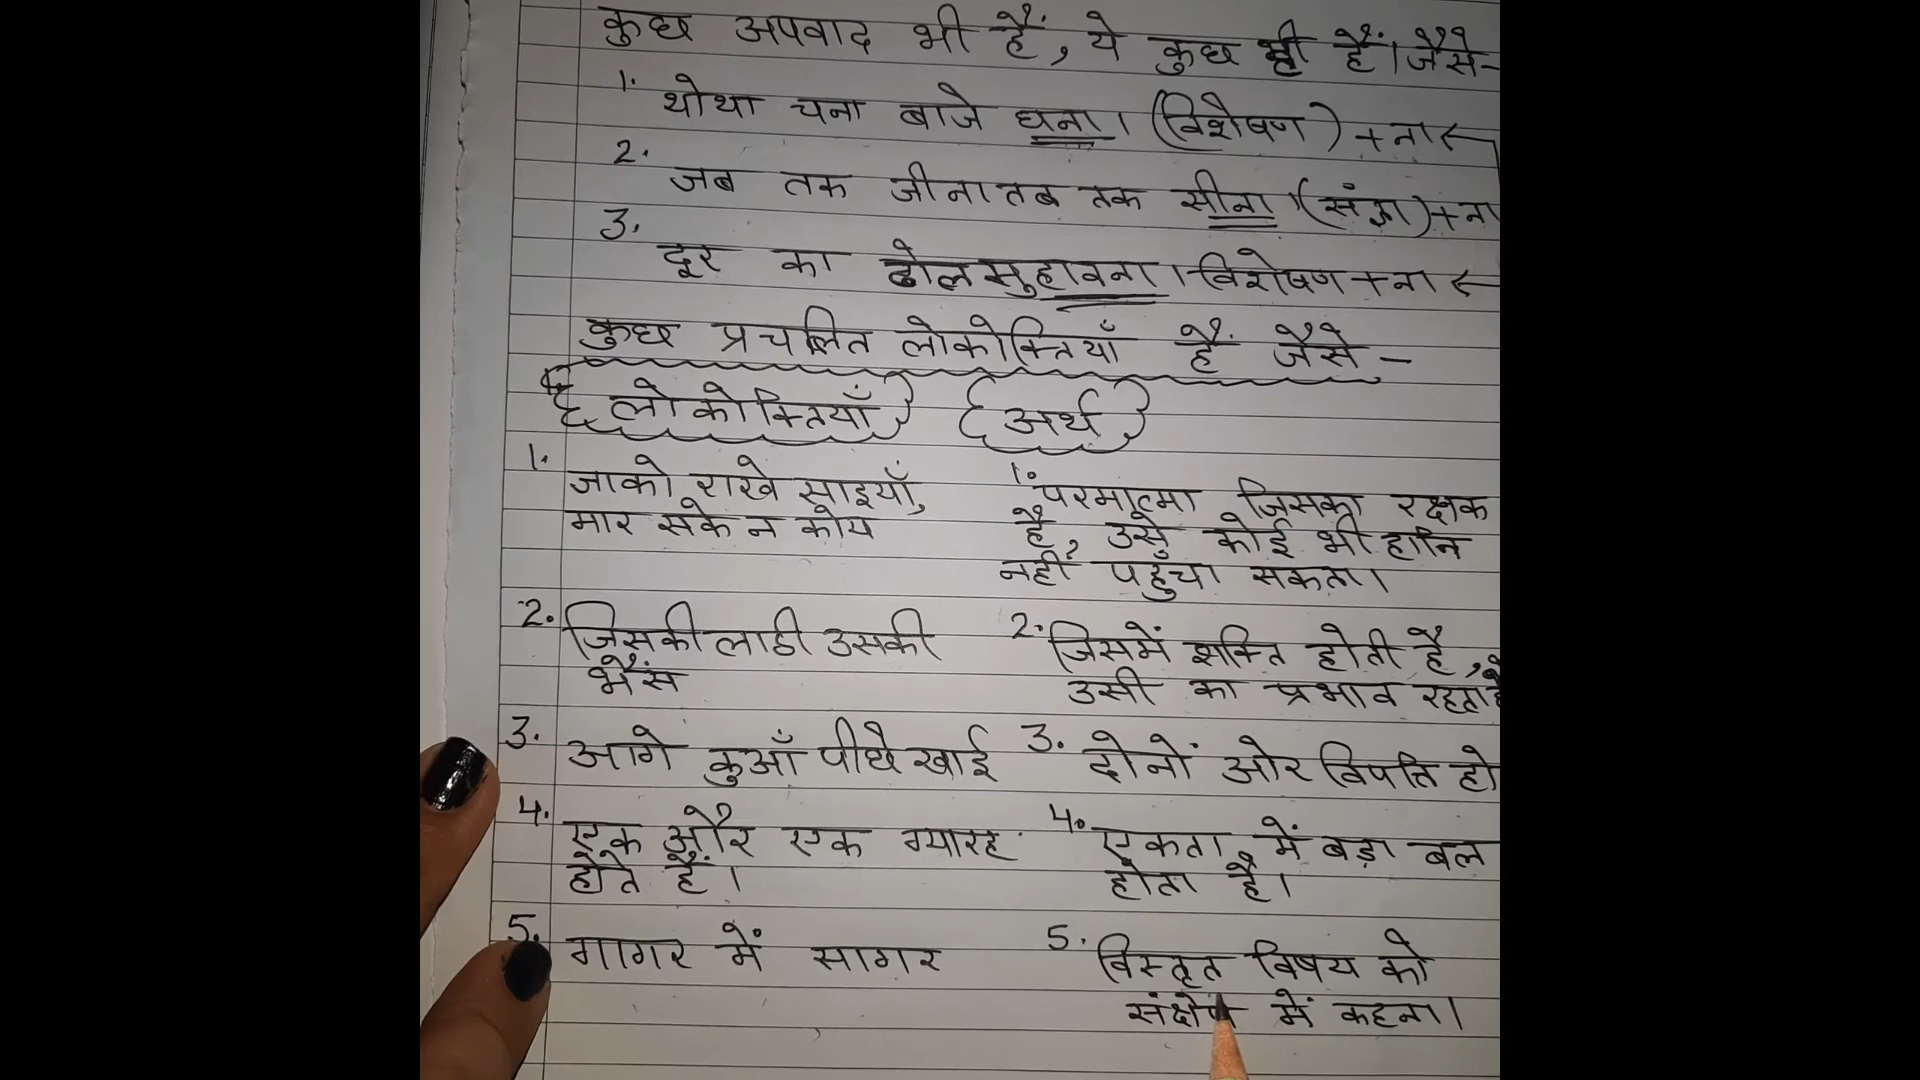 कुछ अपवाद भी हैं, ये कुछ ही हैं। जैसे-
1. थोथा चना बाजे घना। (विशेषण) + ना ←
2. जब तक जीना तब तक सीना। (संज्ञा) + ना
3. दूर का ढोल सुहावना। विशेषण + ना ←
कुछ प्रचलित लोकोक्तियाँ हैं जैसे -
लोकोक्तियाँ अर्थ
1. जाको राखे साइयाँ,
मार सके न कोय
1. परमात्मा जिसका रक्षक
है, उसे कोई भी हानि
नहीं पहुँचा सकता।
2. जिसकी लाठी उसकी
भैंस
2. जिसमें शक्ति होती है,
उसी का प्रभाव रहता है
3. आगे कुआँ पीछे खाई
3. दोनों ओर विपत्ति हो
4. एक और एक ग्यारह
होते हैं।
4. एकता में बड़ा बल
होता है।
5. गागर में सागर
5. विस्तृत विषय को
संक्षेप में कहना।